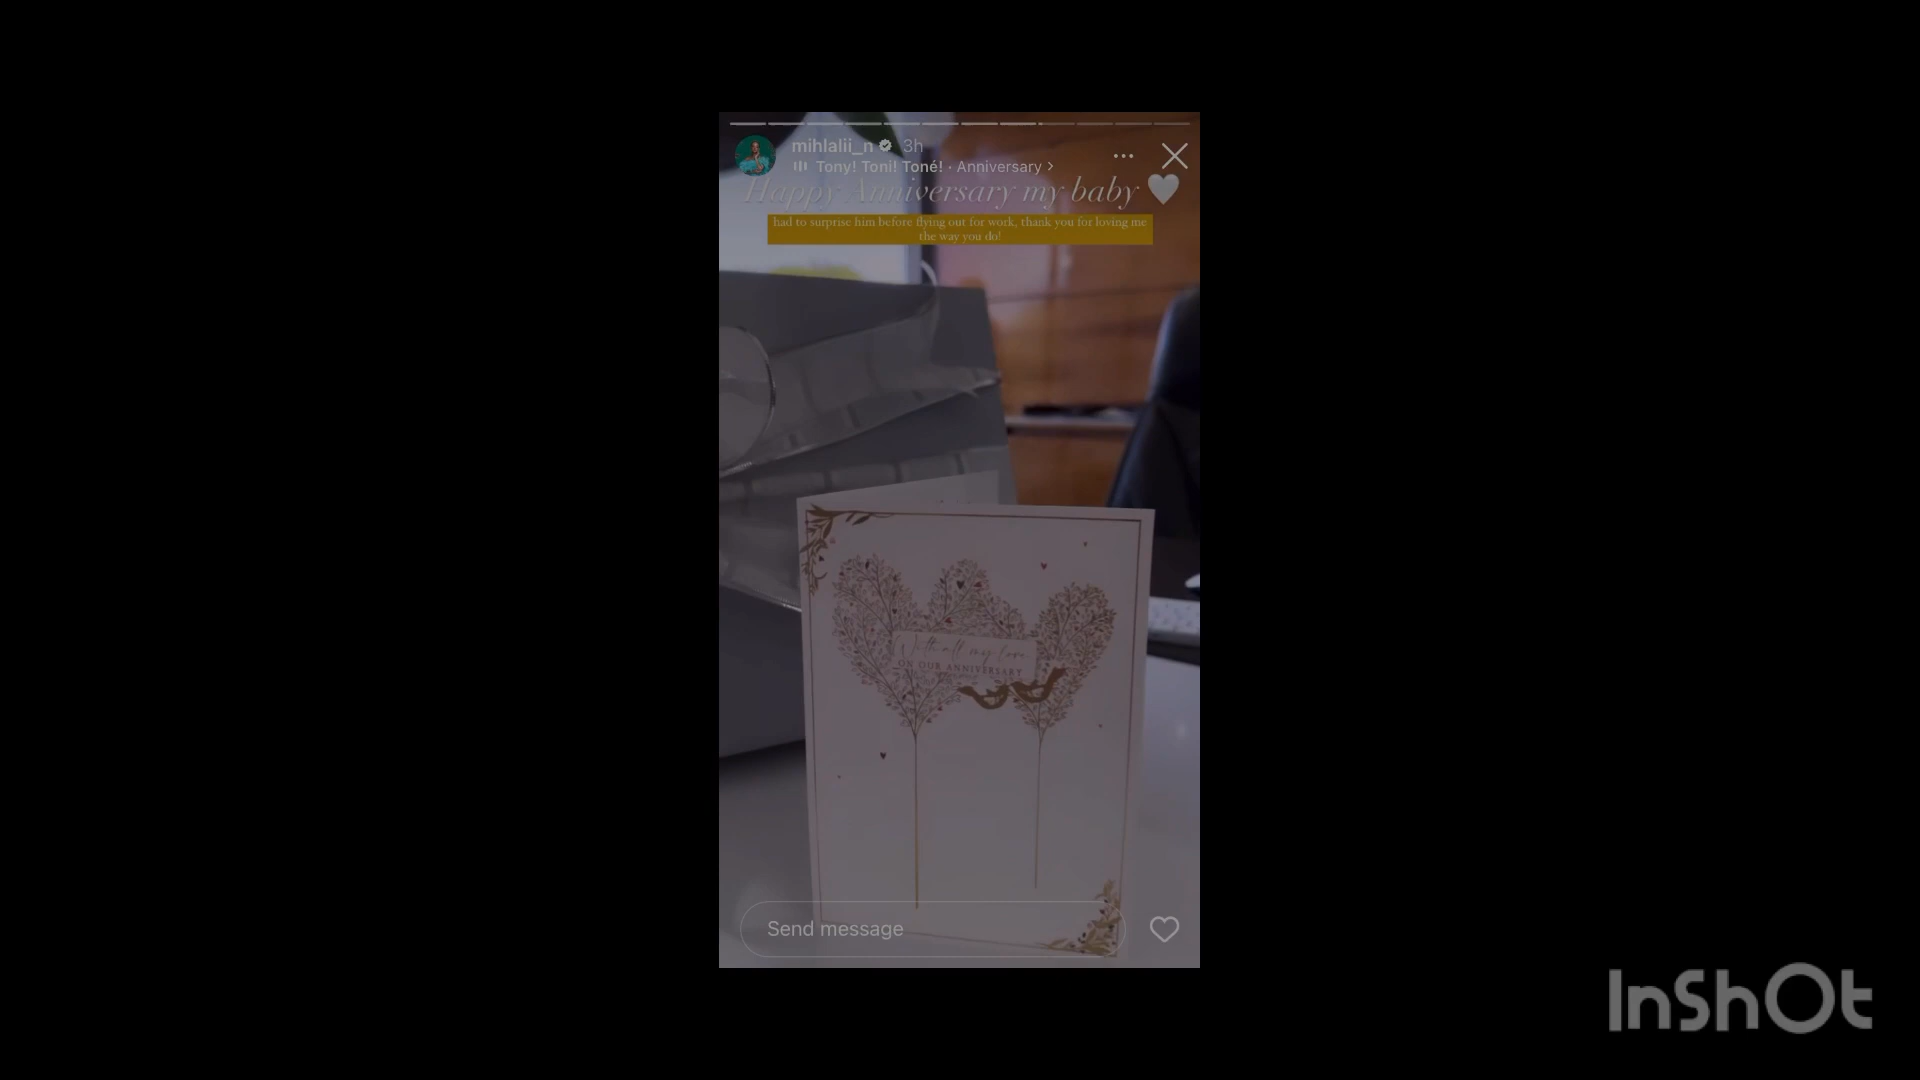 mihlalii_n 3h
Tony! Toni! Toné! · Anniversary >
Happy Anniversary my baby 🤍
had to surprise him before flying out for work, thank you for loving me
the way you do!
With all my love
ON OUR ANNIVERSARY
Send message
InShOt